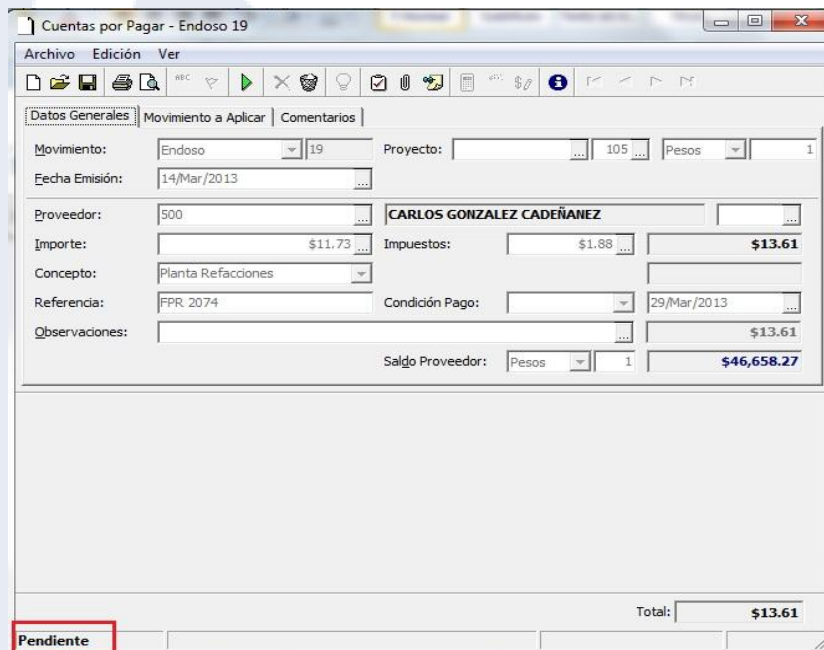 Cuentas por Pagar - Endoso 19
Archivo Edición Ver
ABC
Datos Generales Movimiento a Aplicar Comentarios
Movimiento: Endoso 19 Proyecto: ... 105 ... Pesos 1
Fecha Emisión: 14/Mar/2013 ...
Proveedor: 500 ... CARLOS GONZALEZ CADEÑANEZ ...
Importe: $11.73 ... Impuestos: $1.88 ... $13.61
Concepto: Planta Refacciones
Referencia: FPR 2074 Condición Pago: 29/Mar/2013 ...
Observaciones: ... $13.61
Saldo Proveedor: Pesos 1 $46,658.27
Total: $13.61
Pendiente